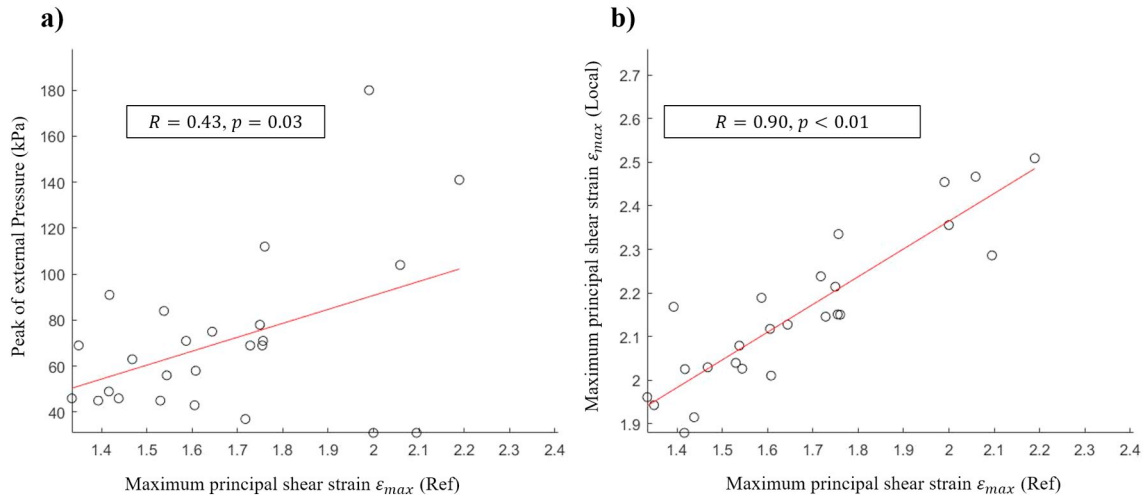 a)
Peak of external Pressure (kPa)
180
160
140
120
100
80
60
40
R = 0.43, p = 0.03
1.4 1.5 1.6 1.7 1.8 1.9 2 2.1 2.2 2.3 2.4
Maximum principal shear strain ε_max (Ref)
b)
Maximum principal shear strain ε_max (Local)
2.7
2.6
2.5
2.4
2.3
2.2
2.1
2
1.9
R = 0.90, p < 0.01
1.4 1.5 1.6 1.7 1.8 1.9 2 2.1 2.2 2.3 2.4
Maximum principal shear strain ε_max (Ref)